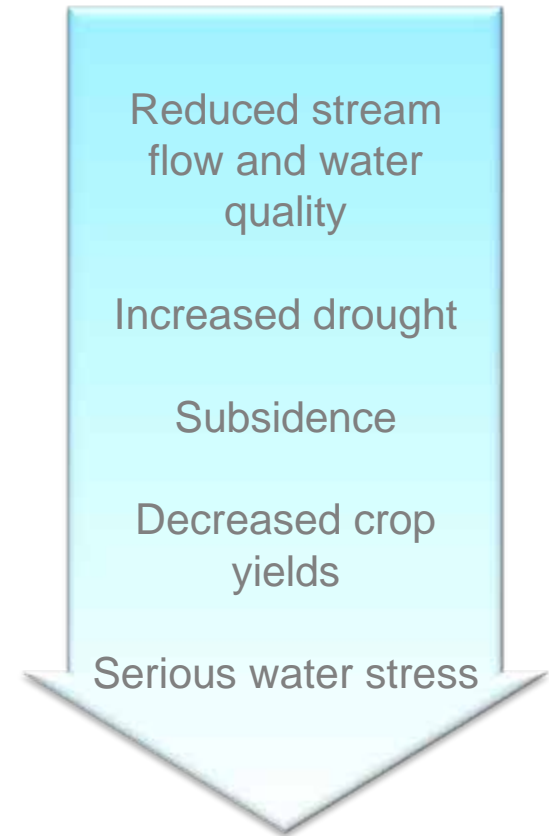 Reduced stream
flow and water
quality
Increased drought
Subsidence
Decreased crop
yields
Serious water stress